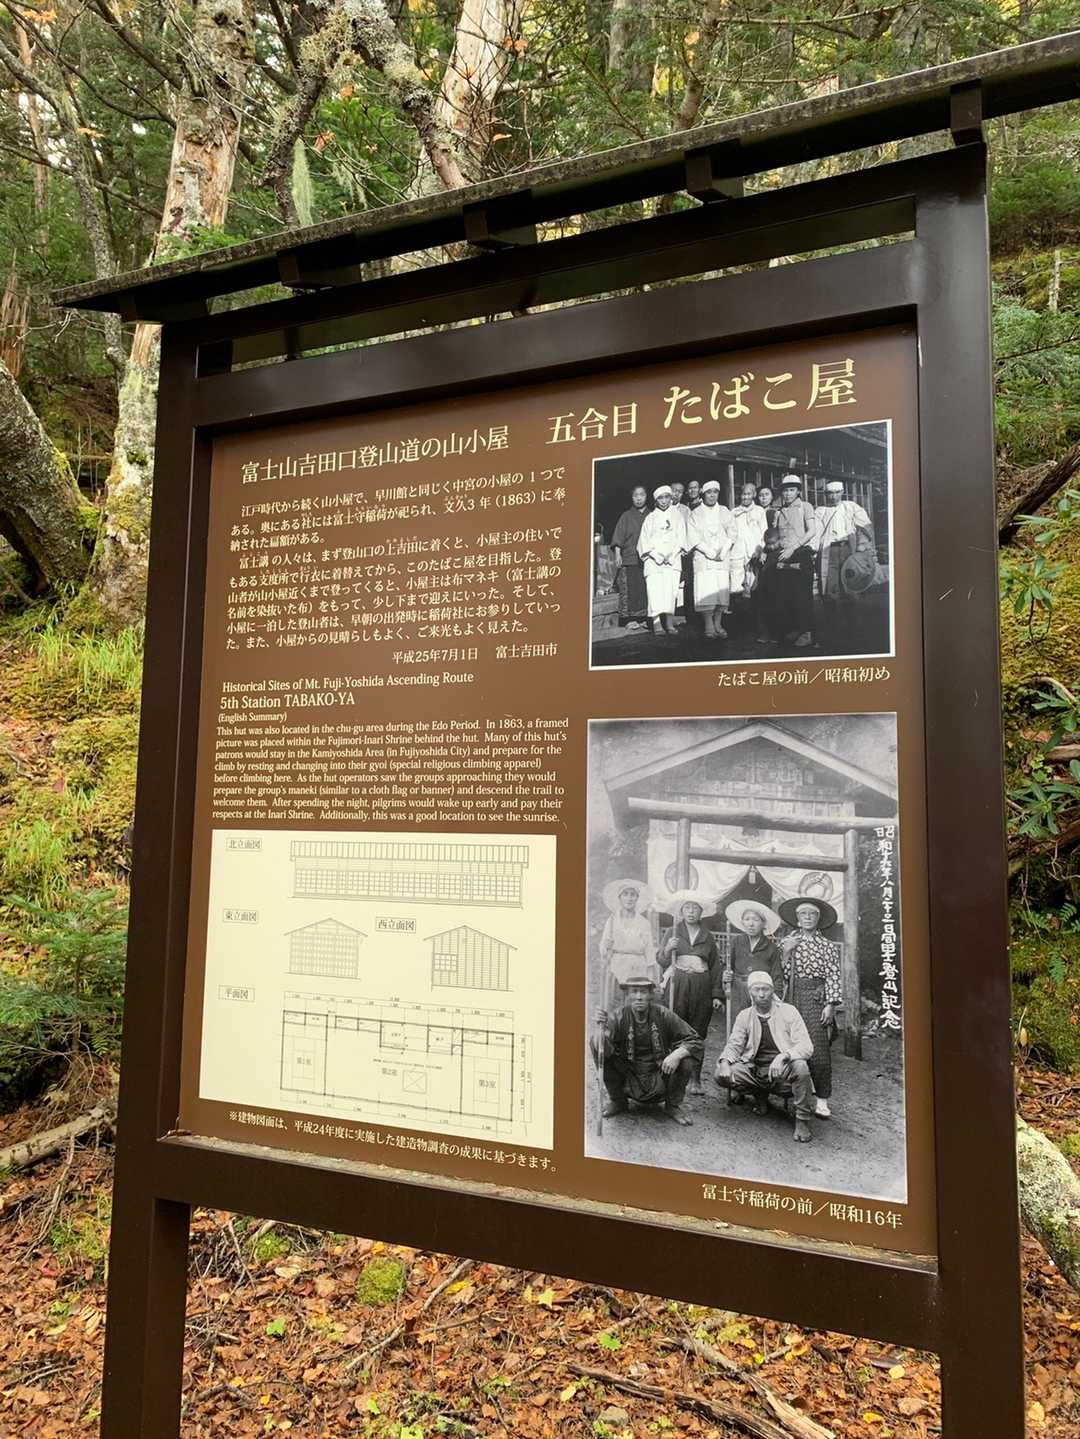 富士山吉田口登山道の山小屋 五合目 たばこ屋
江戸時代から続く山小屋で、早川館と同じく中宮の小屋の1つで
ある。奥にある社には富士守稲荷が祀られ、文久3年（1863）に奉
納された扁額がある。
富士講の人々は、まず登山口の上吉田に着くと、小屋主の住いで
もある支度所で行衣に着替えてから、このたばこ屋を目指した。登
山者が山小屋近くまで登ってくると、小屋主は布マネキ（富士講の
名前を染抜いた布）をもって、少し下まで迎えにいった。そして、
小屋に一泊した登山者は、早朝の出発時に稲荷社にお参りしていっ
た。また、小屋からの見晴らしもよく、ご来光もよく見えた。
平成25年7月1日 富士吉田市
Historical Sites of Mt. Fuji-Yoshida Ascending Route
5th Station TABAKO-YA
(English Summary)
This hut was also located in the chu-gu area during the Edo Period. In 1863, a framed
picture was placed within the Fujimori-Inari Shrine behind the hut. Many of this hut's
patrons would stay in the Kamiyoshida Area (in Fujiyoshida City) and prepare for the
climb by resting and changing into their gyoi (special religious climbing apparel)
before climbing here. As the hut operators saw the groups approaching they would
prepare the group's maneki (similar to a cloth flag or banner) and descend the trail to
welcome them. After spending the night, pilgrims would wake up early and pay their
respects at the Inari Shrine. Additionally, this was a good location to see the sunrise.
北立面図
東立面図
西立面図
平面図
第1室
第2室
第3室
※建物図面は、平成24年度に実施した建造物調査の成果に基づきます。
たばこ屋の前／昭和初め
冨士守稲荷の前／昭和16年